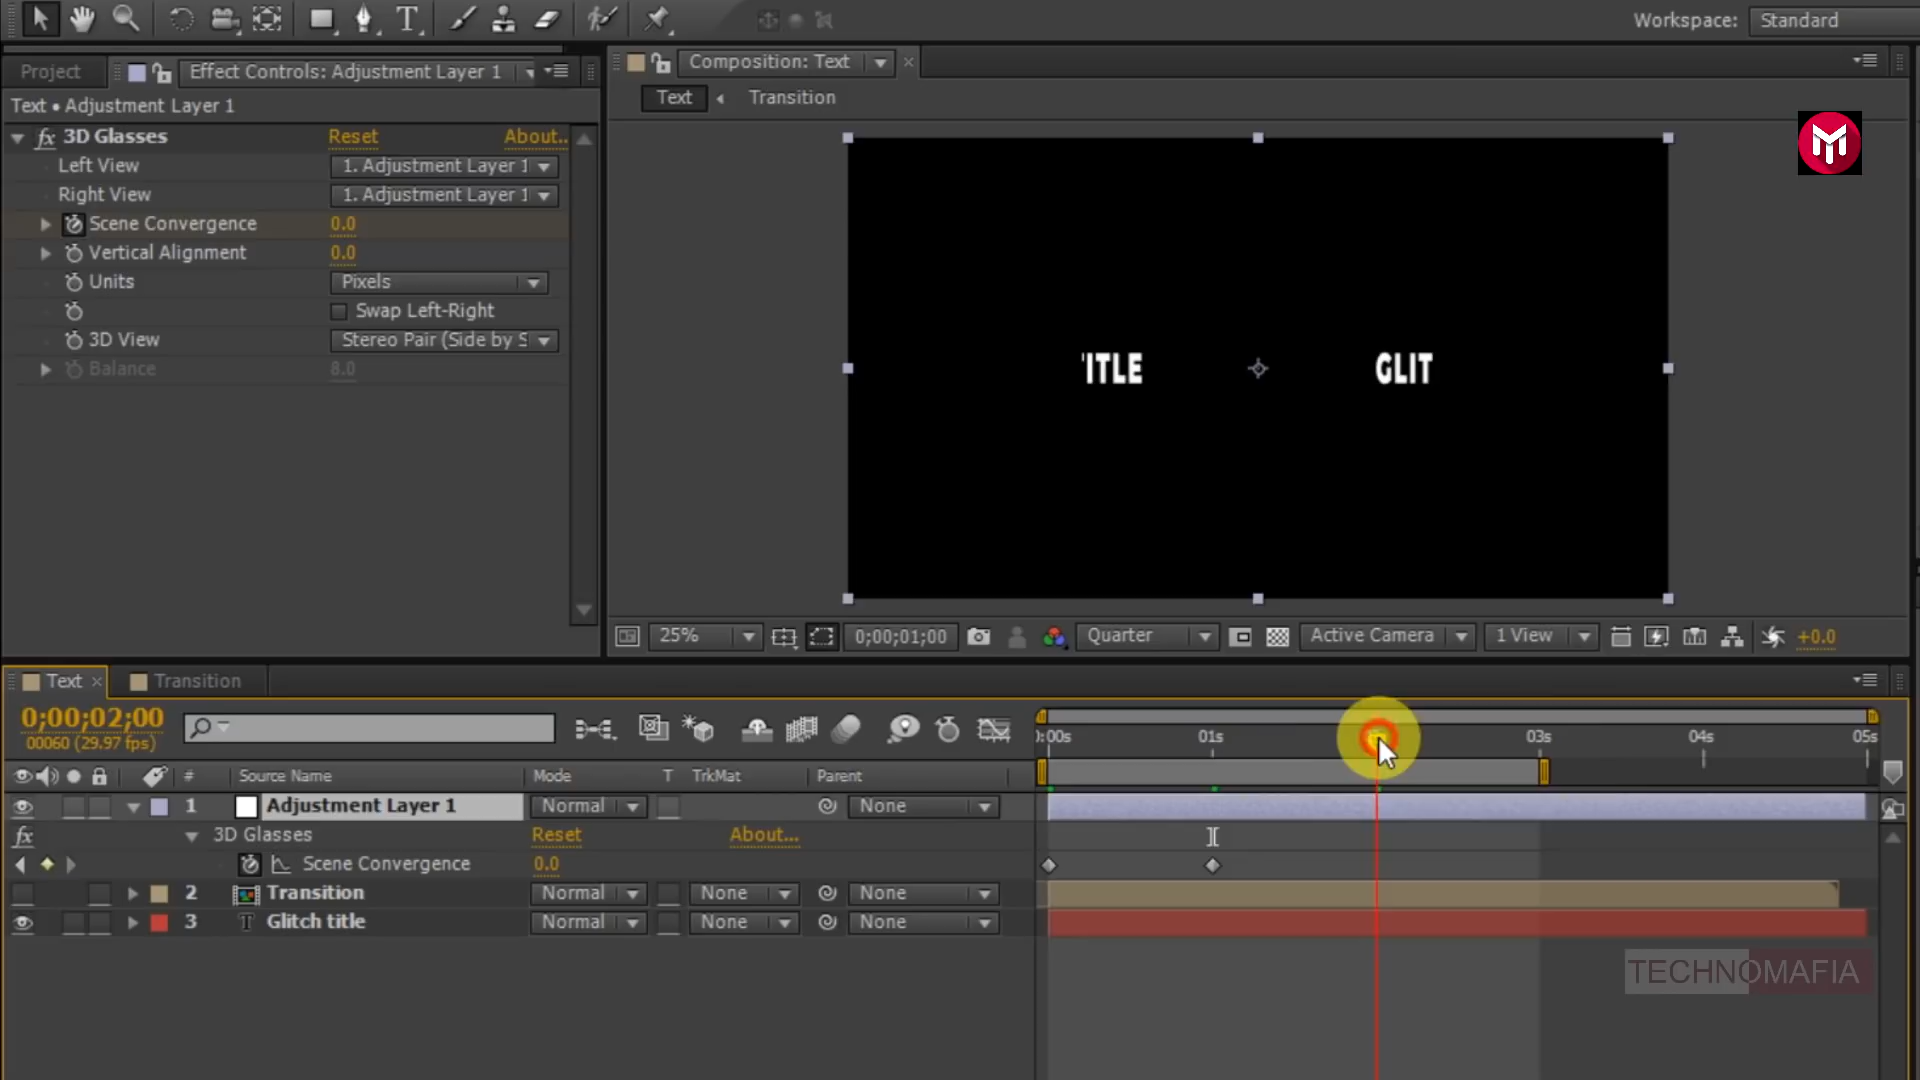 Workspace: Standard
Project Effect Controls: Adjustment Layer 1
Composition: Text
Text • Adjustment Layer 1
Text Transition
fx 3D Glasses Reset About..
Left View 1. Adjustment Layer 1
Right View 1. Adjustment Layer 1
Scene Convergence 0.0
Vertical Alignment 0.0
Units Pixels
Swap Left-Right
3D View Stereo Pair (Side by S
Balance 8.0
ITLE GLIT
25% 0;00;01;00 Quarter Active Camera 1 View +0.0
Text Transition
0;00;02;00
00060 (29.97 fps)
:00s 01s 03s 04s 05s
# Source Name Mode T TrkMat Parent
1 Adjustment Layer 1 Normal None
fx 3D Glasses Reset About...
Scene Convergence 0.0
2 Transition Normal None None
3 T Glitch title Normal None None
TECHNOMAFIA